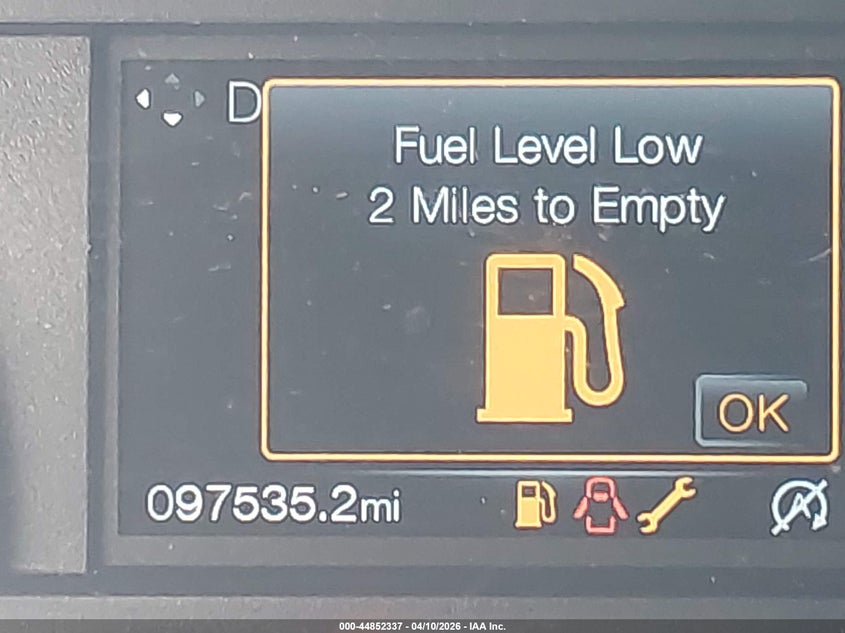 D
Fuel Level Low
2 Miles to Empty
OK
097535.2mi
000-44852337 - 04/10/2026 - IAA Inc.